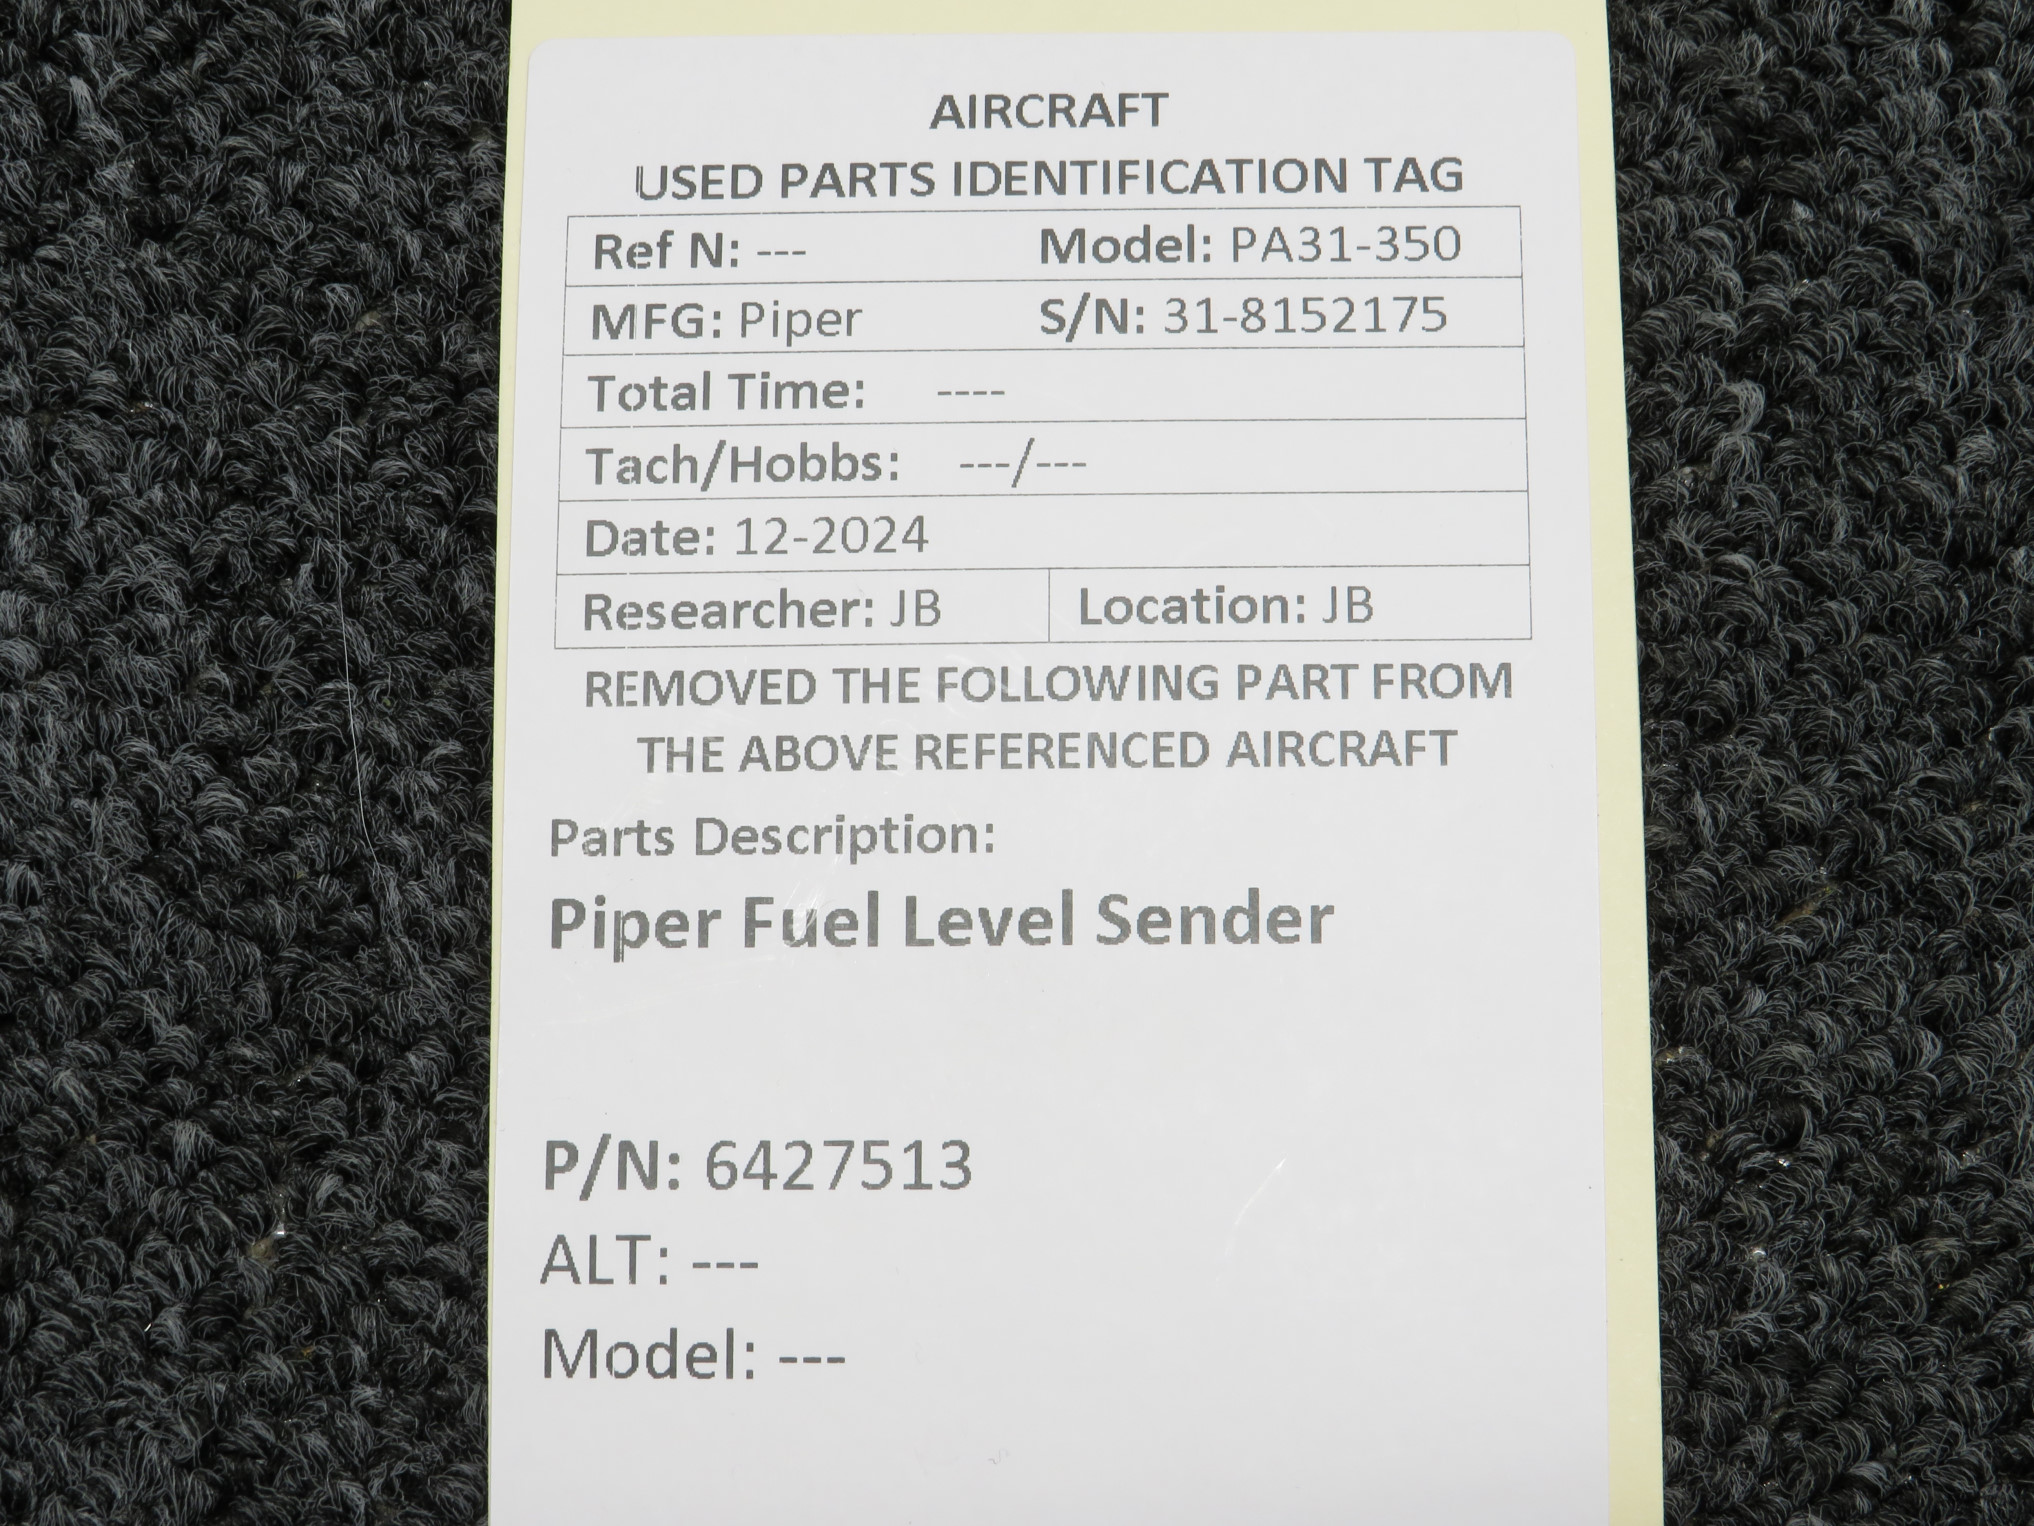 AIRCRAFT
USED PARTS IDENTIFICATION TAG
Ref N: --- Model: PA31-350
MFG: Piper S/N: 31-8152175
Total Time: ----
Tach/Hobbs: ---/---
Date: 12-2024
Researcher: JB Location: JB
REMOVED THE FOLLOWING PART FROM
THE ABOVE REFERENCED AIRCRAFT
Parts Description:
Piper Fuel Level Sender
P/N: 6427513
ALT: ---
Model: ---